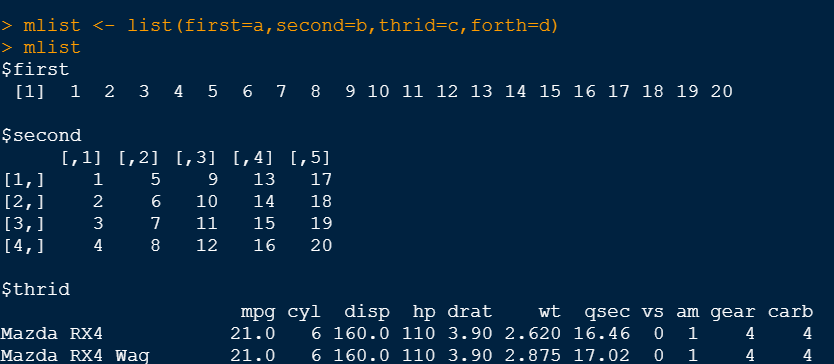 > mlist <- list(first=a,second=b,thrid=c,forth=d)
> mlist
$first
 [1]  1  2  3  4  5  6  7  8  9 10 11 12 13 14 15 16 17 18 19 20
$second
     [,1] [,2] [,3] [,4] [,5]
[1,]    1    5    9   13   17
[2,]    2    6   10   14   18
[3,]    3    7   11   15   19
[4,]    4    8   12   16   20
$thrid
                     mpg cyl  disp  hp drat    wt  qsec vs am gear carb
Mazda RX4           21.0   6 160.0 110 3.90 2.620 16.46  0  1    4    4
Mazda RX4 Wag       21.0   6 160.0 110 3.90 2.875 17.02  0  1    4    4